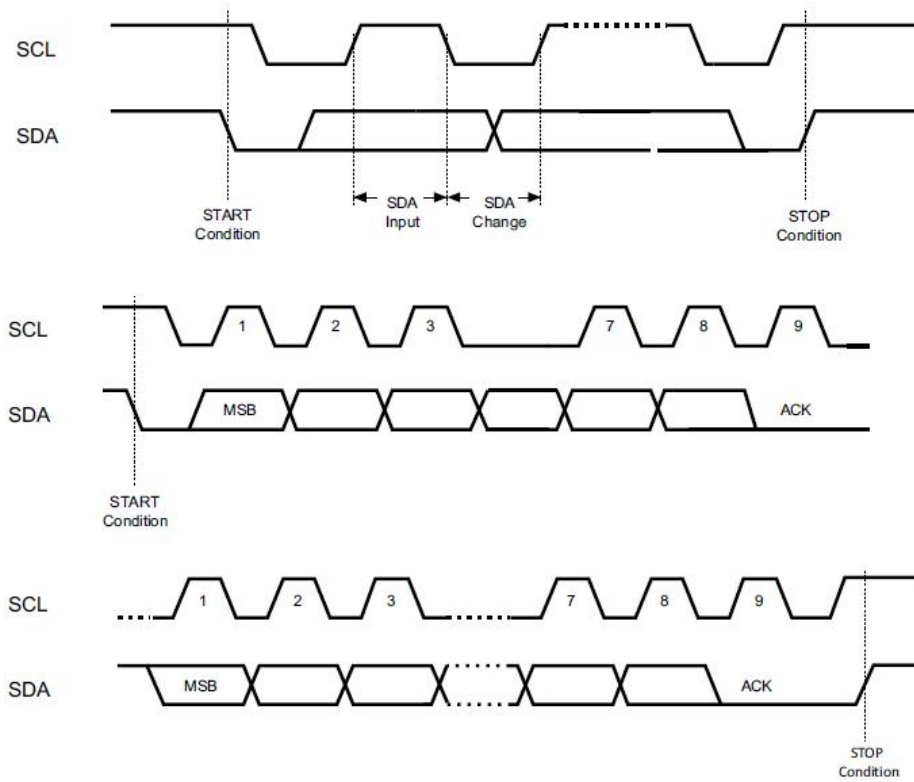 SCL
SDA
START
Condition
SDA
Input
SDA
Change
STOP
Condition
SCL
1 2 3 7 8 9
SDA
MSB ACK
START
Condition
SCL
1 2 3 7 8 9
SDA
MSB ACK
STOP
Condition